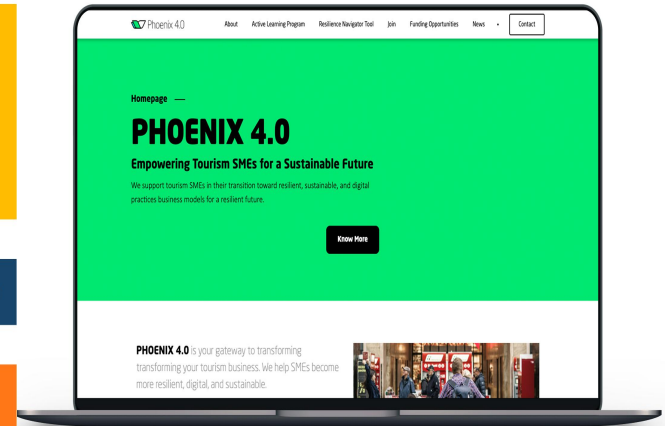 Phoenix 4.0
About Active Learning Program Resilience Navigator Tool Join Funding Opportunities News Contact
Homepage
PHOENIX 4.0
Empowering Tourism SMEs for a Sustainable Future
We support tourism SMEs in their transition toward resilient, sustainable, and digital
practices business models for a resilient future.
Know More
PHOENIX 4.0 is your gateway to transforming
transforming your tourism business. We help SMEs become
more resilient, digital, and sustainable.